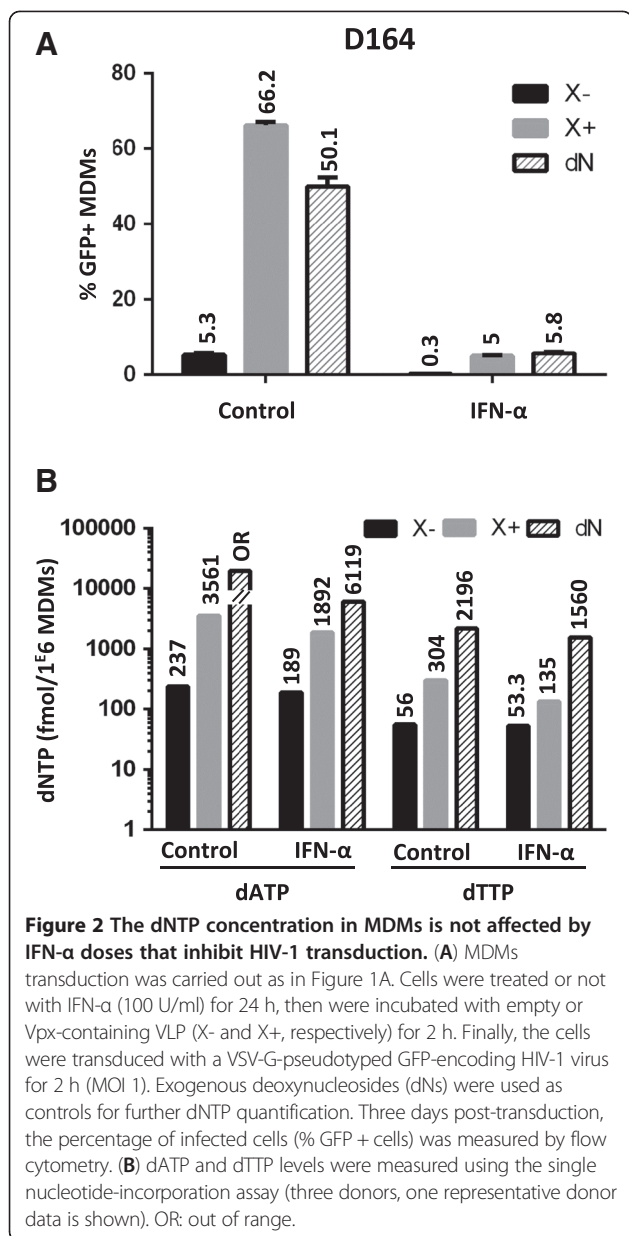 A
D164
80
60
40
20
0
% GFP+ MDMs
5.3
66.2
50.1
0.3
5
5.8
X-
X+
dN
Control IFN-α
B
100000
10000
1000
100
10
1
dNTP (fmol/1ᴱ6 MDMs)
X- X+ dN
237
3561
OR
189
1892
6119
56
304
2196
53.3
135
1560
Control IFN-α Control IFN-α
dATP dTTP
Figure 2 The dNTP concentration in MDMs is not affected by
IFN-α doses that inhibit HIV-1 transduction. (A) MDMs
transduction was carried out as in Figure 1A. Cells were treated or not
with IFN-α (100 U/ml) for 24 h, then were incubated with empty or
Vpx-containing VLP (X- and X+, respectively) for 2 h. Finally, the cells
were transduced with a VSV-G-pseudotyped GFP-encoding HIV-1 virus
for 2 h (MOI 1). Exogenous deoxynucleosides (dNs) were used as
controls for further dNTP quantification. Three days post-transduction,
the percentage of infected cells (% GFP + cells) was measured by flow
cytometry. (B) dATP and dTTP levels were measured using the single
nucleotide-incorporation assay (three donors, one representative donor
data is shown). OR: out of range.